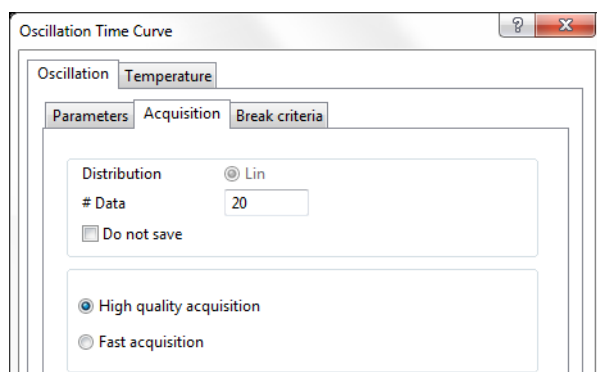 Oscillation Time Curve ? X
Oscillation Temperature
Parameters Acquisition Break criteria
Distribution Lin
# Data 20
Do not save
High quality acquisition
Fast acquisition